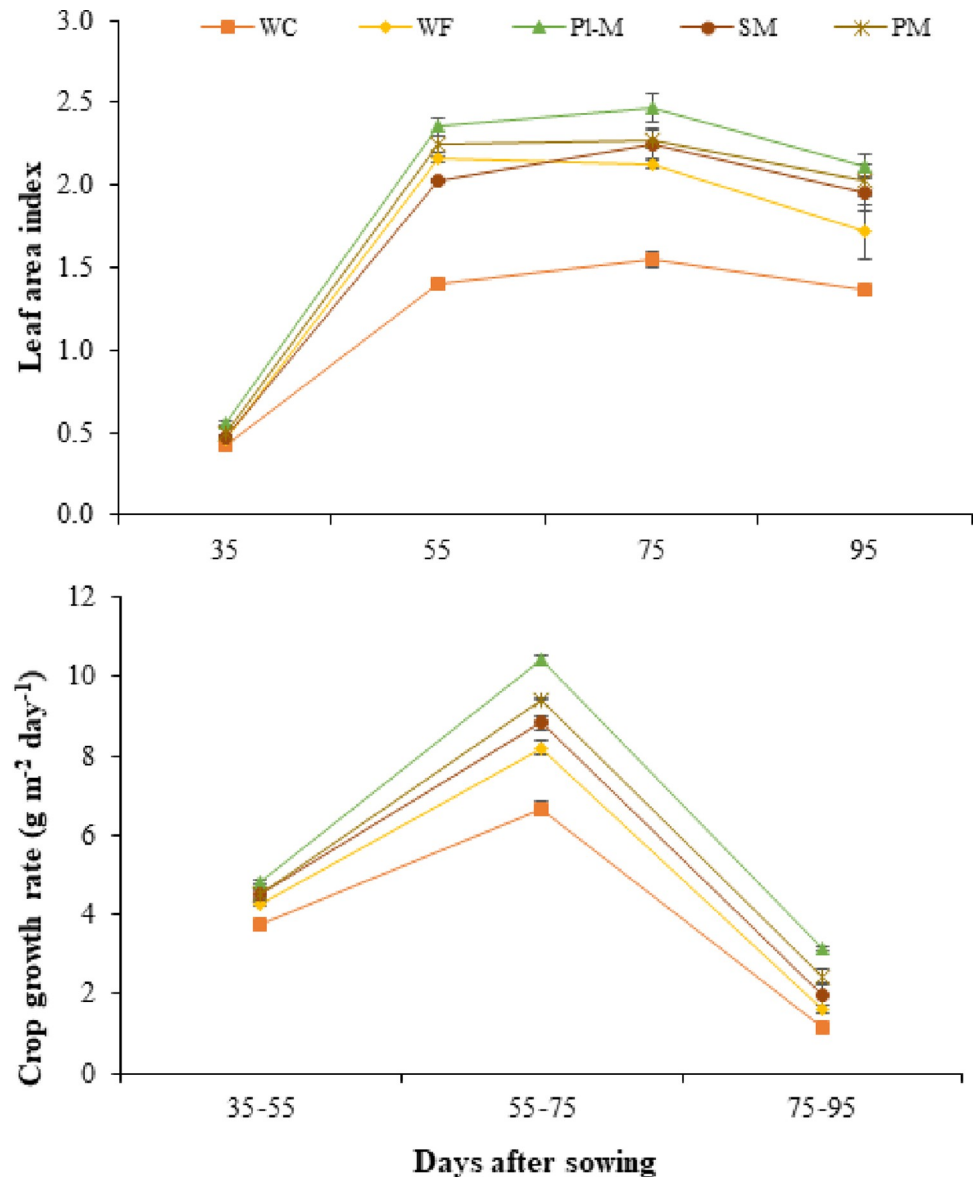 WC WF Pl-M SM PM
Leaf area index
3.0
2.5
2.0
1.5
1.0
0.5
0.0
35 55 75 95
Crop growth rate (g m⁻² day⁻¹)
12
10
8
6
4
2
0
35-55 55-75 75-95
Days after sowing